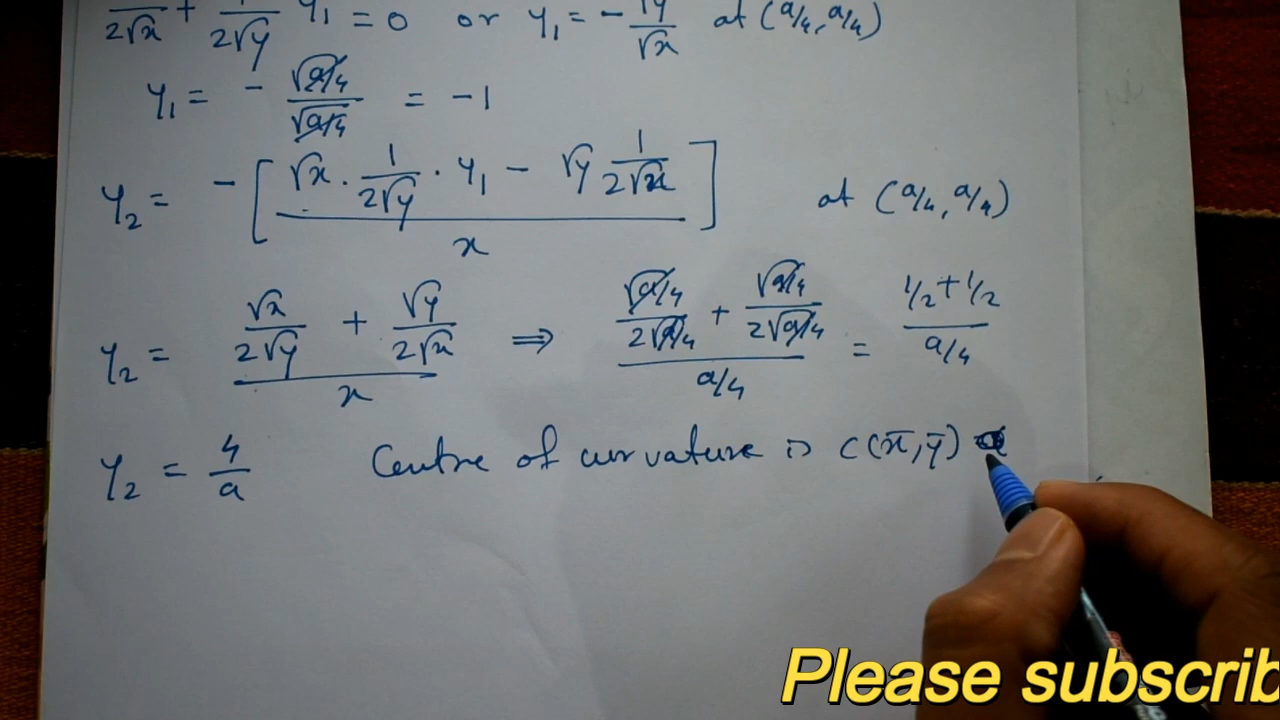 1/2√x + 1/2√y y₁ = 0 or y₁ = - √y/√x at (a/4, a/4)
y₁ = - √a/4 / √a/4 = -1
y₂ = - [ √x · 1/2√y · y₁ - √y 1/2√x / x ] at (a/4, a/4)
y₂ = √x/2√y + √y/2√x / x ⇒ √a/4 / 2√a/4 + √a/4 / 2√a/4 / a/4 = 1/2 + 1/2 / a/4
y₂ = 4/a Centre of curvature is C(x̄, ȳ)
Please subscrib